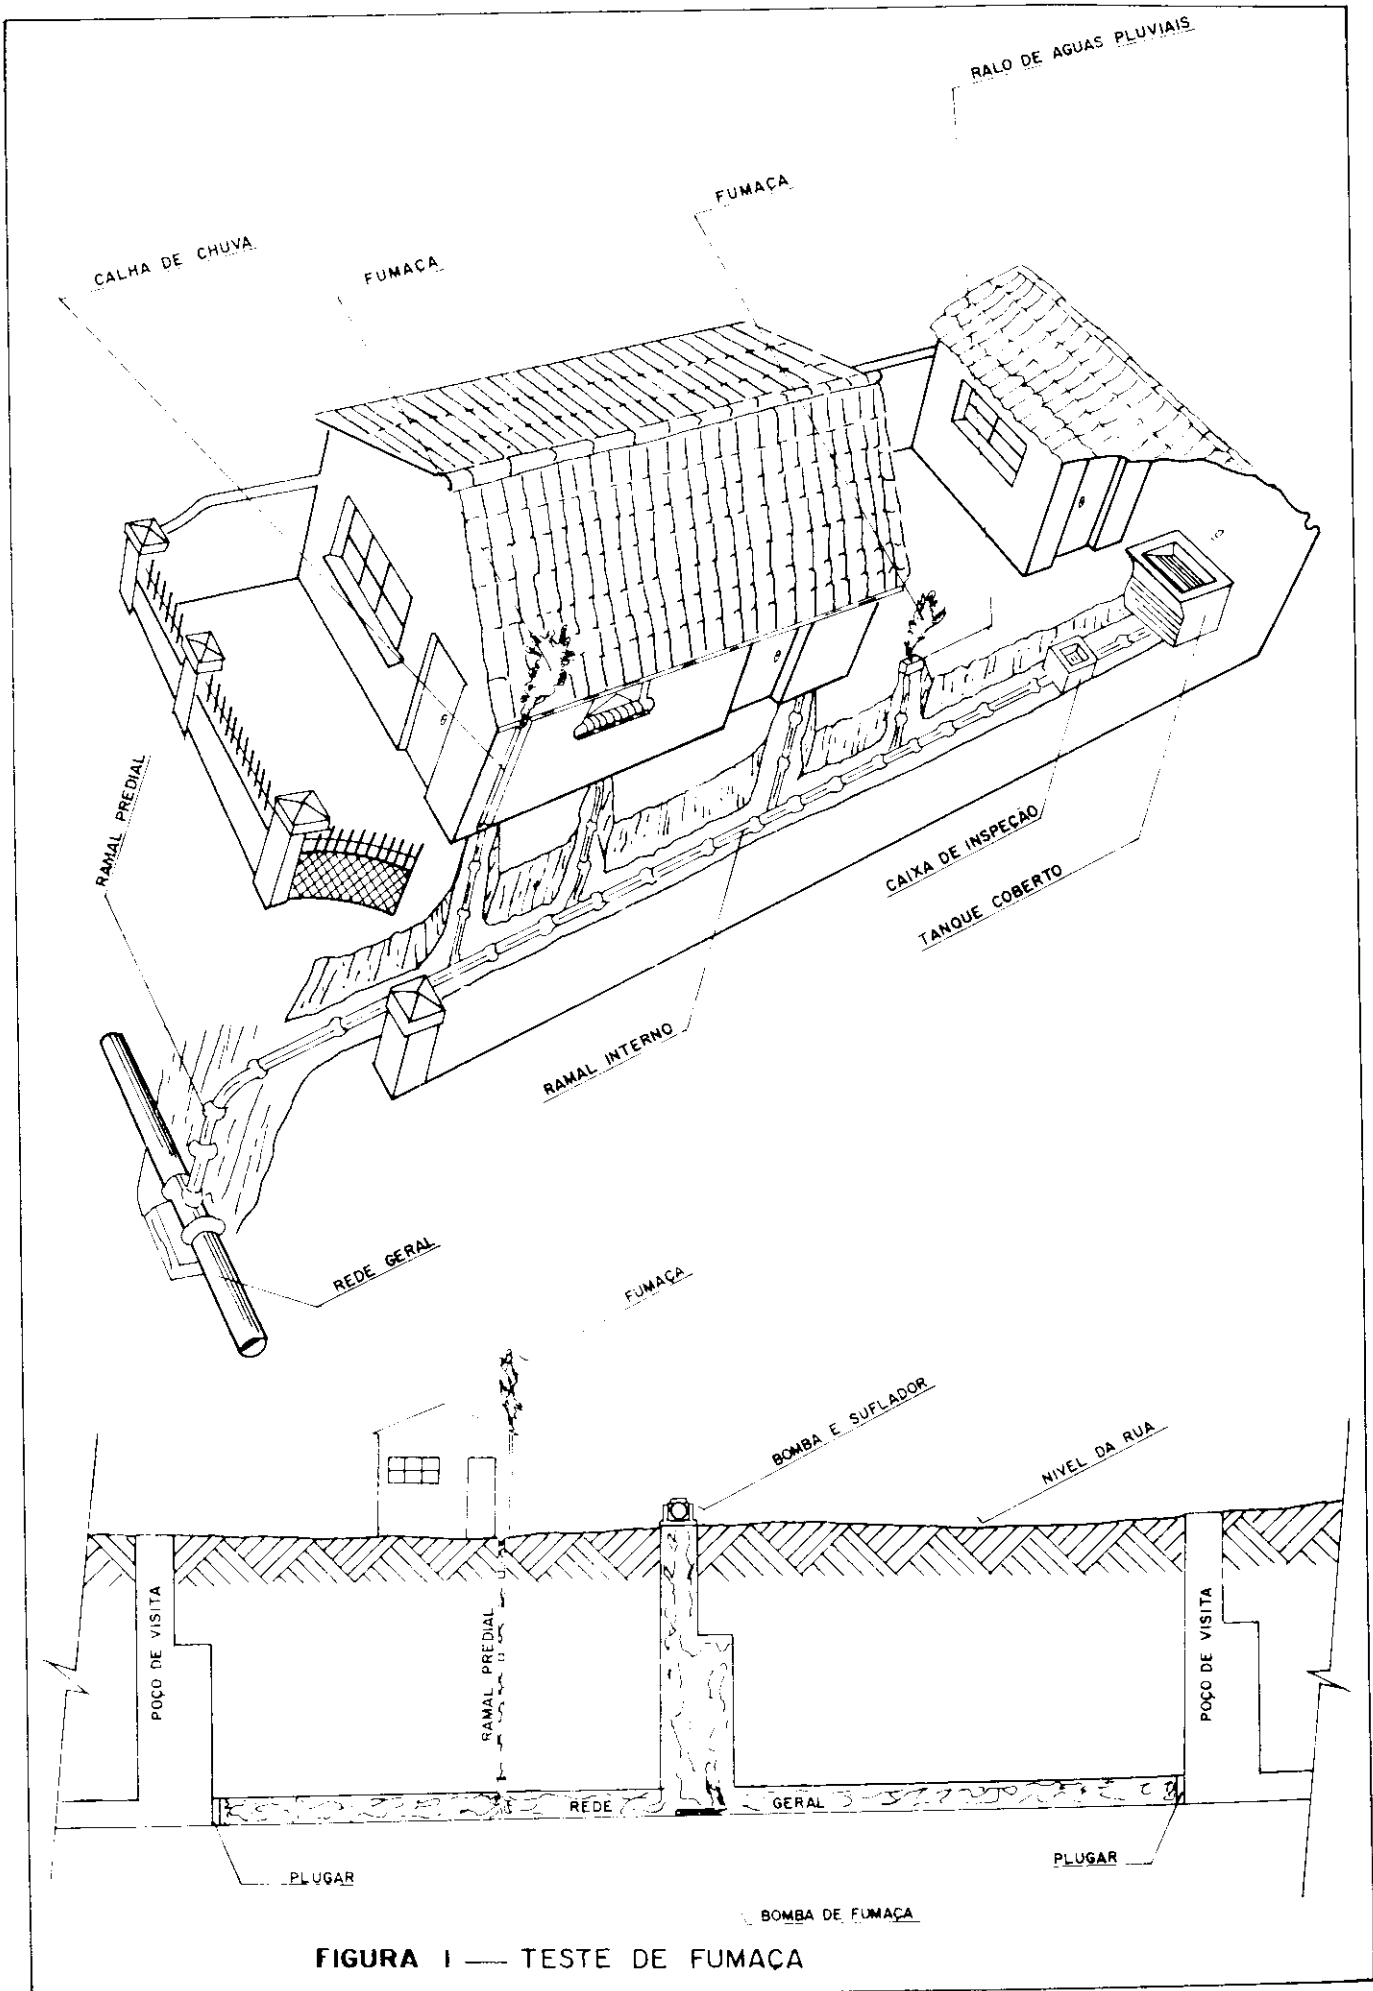 RALO DE AGUAS PLUVIAIS
FUMAÇA
CALHA DE CHUVA
FUMAÇA
RAMAL PREDIAL
CAIXA DE INSPEÇÃO
TANQUE COBERTO
RAMAL INTERNO
REDE GERAL
FUMAÇA
BOMBA E SUFLADOR
NIVEL DA RUA
POÇO DE VISITA
RAMAL PREDIAL
POÇO DE VISITA
REDE GERAL
PLUGAR
PLUGAR
BOMBA DE FUMAÇA
FIGURA I — TESTE DE FUMAÇA